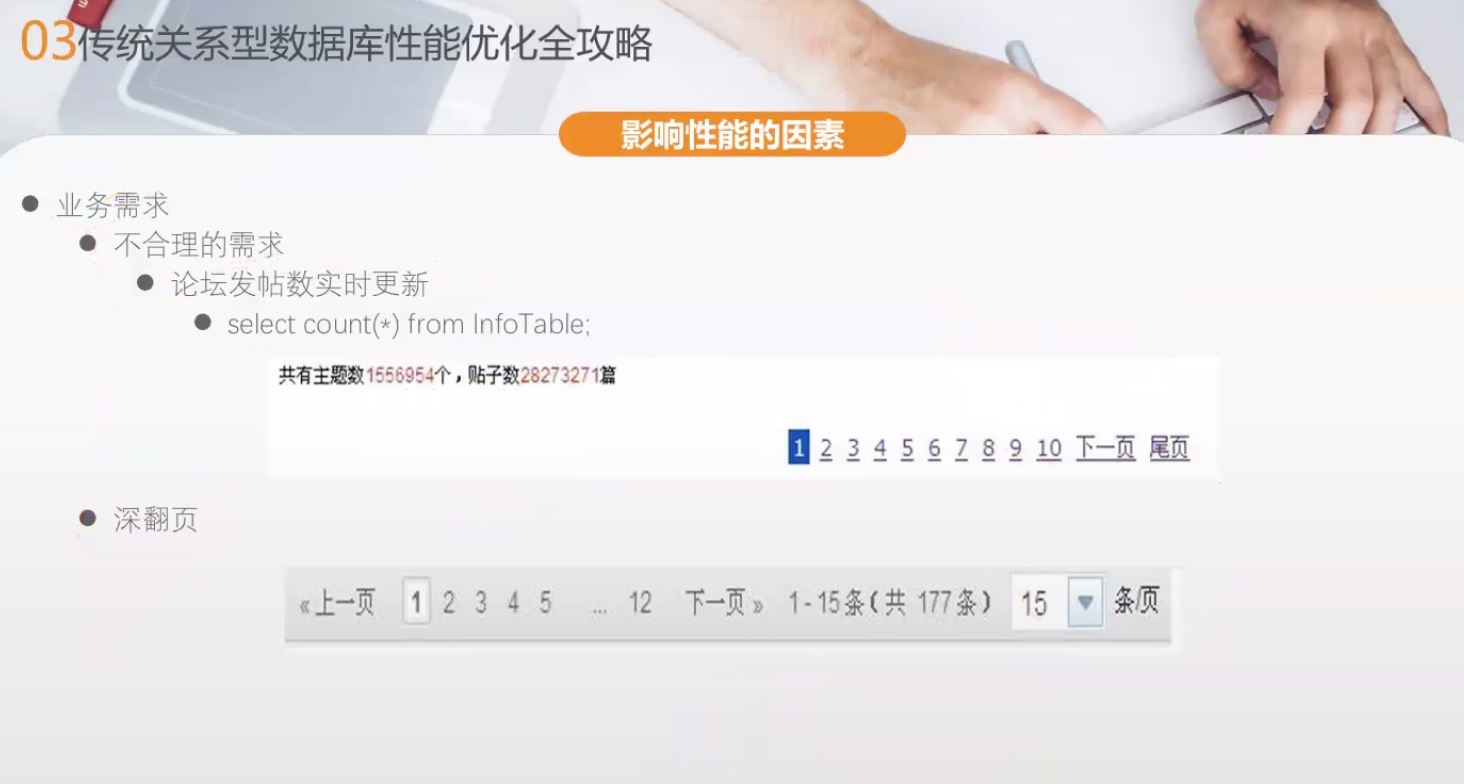 03传统关系型数据库性能优化全攻略
影响性能的因素
业务需求
不合理的需求
论坛发帖数实时更新
select count(*) from InfoTable;
共有主题数1556954个，贴子数28273271篇
1 2 3 4 5 6 7 8 9 10 下一页 尾页
深翻页
«上一页 1 2 3 4 5 ... 12 下一页» 1-15条(共 177条) 15 条/页